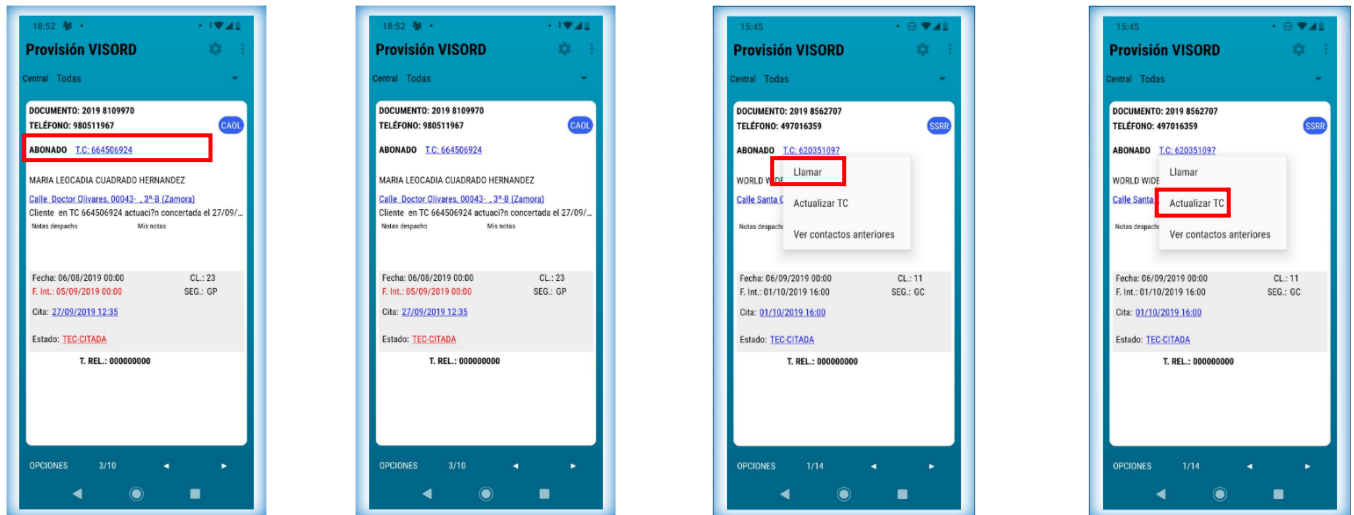 18:52
Provisión VISORD
Central Todas
DOCUMENTO: 2019 8109970
TELÉFONO: 980511967
CAOL
ABONADO T.C: 664506924
MARIA LEOCADIA CUADRADO HERNANDEZ
Calle Doctor Olivares, 00043- , 3º-B (Zamora)
Cliente en TC 664506924 actuaci?n concertada el 27/09/...
Notas despacho Mis notas
Fecha: 06/08/2019 00:00 CL.: 23
F. Int.: 05/09/2019 00:00 SEG.: GP
Cita: 27/09/2019 12:35
Estado: TEC-CITADA
T. REL.: 000000000
OPCIONES 3/10
18:52
Provisión VISORD
Central Todas
DOCUMENTO: 2019 8109970
TELÉFONO: 980511967
CAOL
ABONADO T.C: 664506924
MARIA LEOCADIA CUADRADO HERNANDEZ
Calle Doctor Olivares, 00043- , 3º-B (Zamora)
Cliente en TC 664506924 actuaci?n concertada el 27/09/...
Notas despacho Mis notas
Fecha: 06/08/2019 00:00 CL.: 23
F. Int.: 05/09/2019 00:00 SEG.: GP
Cita: 27/09/2019 12:35
Estado: TEC-CITADA
T. REL.: 000000000
OPCIONES 3/10
15:45
Provisión VISORD
Central Todas
DOCUMENTO: 2019 8562707
TELÉFONO: 497016359
SSRR
ABONADO T.C: 620351097
Llamar
WORLD WIDE
Calle Santa
Actualizar TC
Notas despacho
Ver contactos anteriores
Fecha: 06/09/2019 00:00 CL.: 11
F. Int.: 01/10/2019 16:00 SEG.: GC
Cita: 01/10/2019 16:00
Estado: TEC-CITADA
T. REL.: 000000000
OPCIONES 1/14
15:45
Provisión VISORD
Central Todas
DOCUMENTO: 2019 8562707
TELÉFONO: 497016359
SSRR
ABONADO T.C: 620351097
Llamar
WORLD WIDE
Calle Santa
Actualizar TC
Notas despacho
Ver contactos anteriores
Fecha: 06/09/2019 00:00 CL.: 11
F. Int.: 01/10/2019 16:00 SEG.: GC
Cita: 01/10/2019 16:00
Estado: TEC-CITADA
T. REL.: 000000000
OPCIONES 1/14